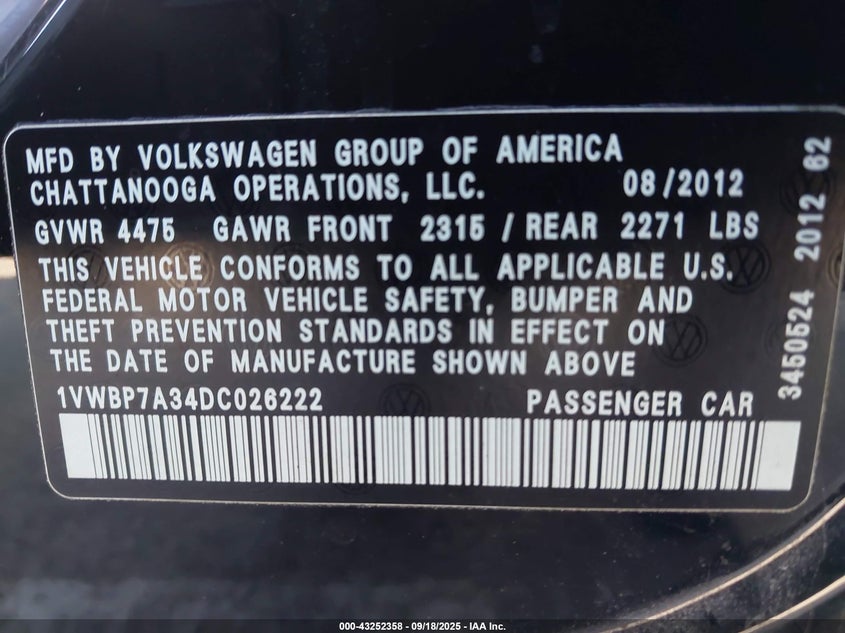 MFD BY VOLKSWAGEN GROUP OF AMERICA
CHATTANOOGA OPERATIONS, LLC. 08/2012
GVWR 4475 GAWR FRONT 2315 / REAR 2271 LBS
THIS VEHICLE CONFORMS TO ALL APPLICABLE U.S.
FEDERAL MOTOR VEHICLE SAFETY, BUMPER AND
THEFT PREVENTION STANDARDS IN EFFECT ON
THE DATE OF MANUFACTURE SHOWN ABOVE
1VWBP7A34DC026222 PASSENGER CAR
3450524 2012 62
000-43252358 - 09/18/2025 - IAA Inc.